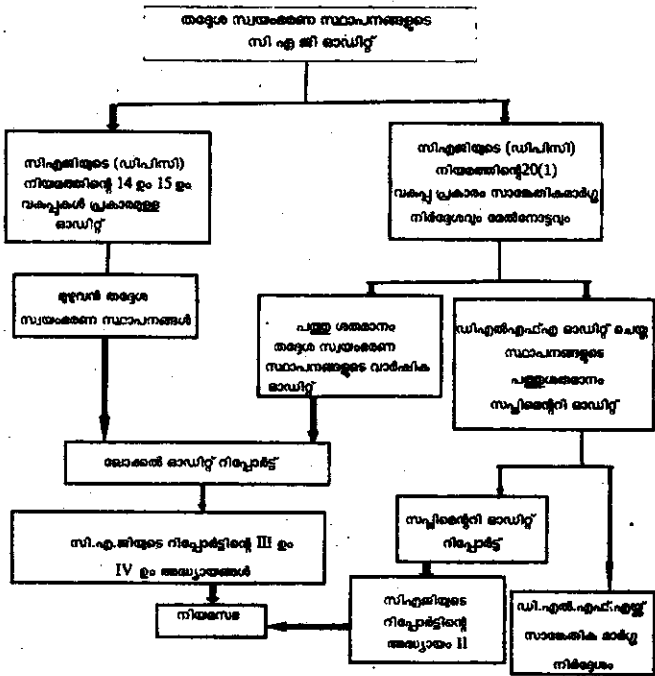 തദ്ദേശ സ്വയംഭരണ സ്ഥാപനങ്ങളുടെ
സി എ ജി ഓഡിറ്റ്
സിഎജിയുടെ (ഡിപിസി)
നിയമത്തിന്റെ 14 ഉം 15 ഉം
വകുപ്പുകൾ പ്രകാരമുള്ള
ഓഡിറ്റ്
സിഎജിയുടെ (ഡിപിസി)
നിയമത്തിന്റെ20(1)
വകുപ്പ് പ്രകാരം സാങ്കേതികമാർഗ്ഗ
നിർദ്ദേശവും മേൽനോട്ടവും
മുഴുവൻ തദ്ദേശ
സ്വയംഭരണ സ്ഥാപനങ്ങൾ
പത്തു ശതമാനം
തദ്ദേശ സ്വയംഭരണ
സ്ഥാപനങ്ങളുടെ വാർഷിക
ഓഡിറ്റ്
ഡിഎൽഎഫ്എ ഓഡിറ്റ് ചെയ്ത
സ്ഥാപനങ്ങളുടെ
പത്തുശതമാനം
സപ്ലിമെന്ററി ഓഡിറ്റ്
ലോക്കൽ ഓഡിറ്റ് റിപ്പോർട്ട്
സപ്ലിമെന്ററി ഓഡിറ്റ്
റിപ്പോർട്ട്
സി.എ.ജിയുടെ റിപ്പോർട്ടിന്റെ III ഉം
IV ഉം അദ്ധ്യായങ്ങൾ
നിയമസഭ
സിഎജിയുടെ
റിപ്പോർട്ടിന്റെ
അദ്ധ്യായം II
ഡി.എൽ.എഫ്.എയ്ക്ക്
സാങ്കേതിക മാർഗ്ഗ
നിർദ്ദേശം